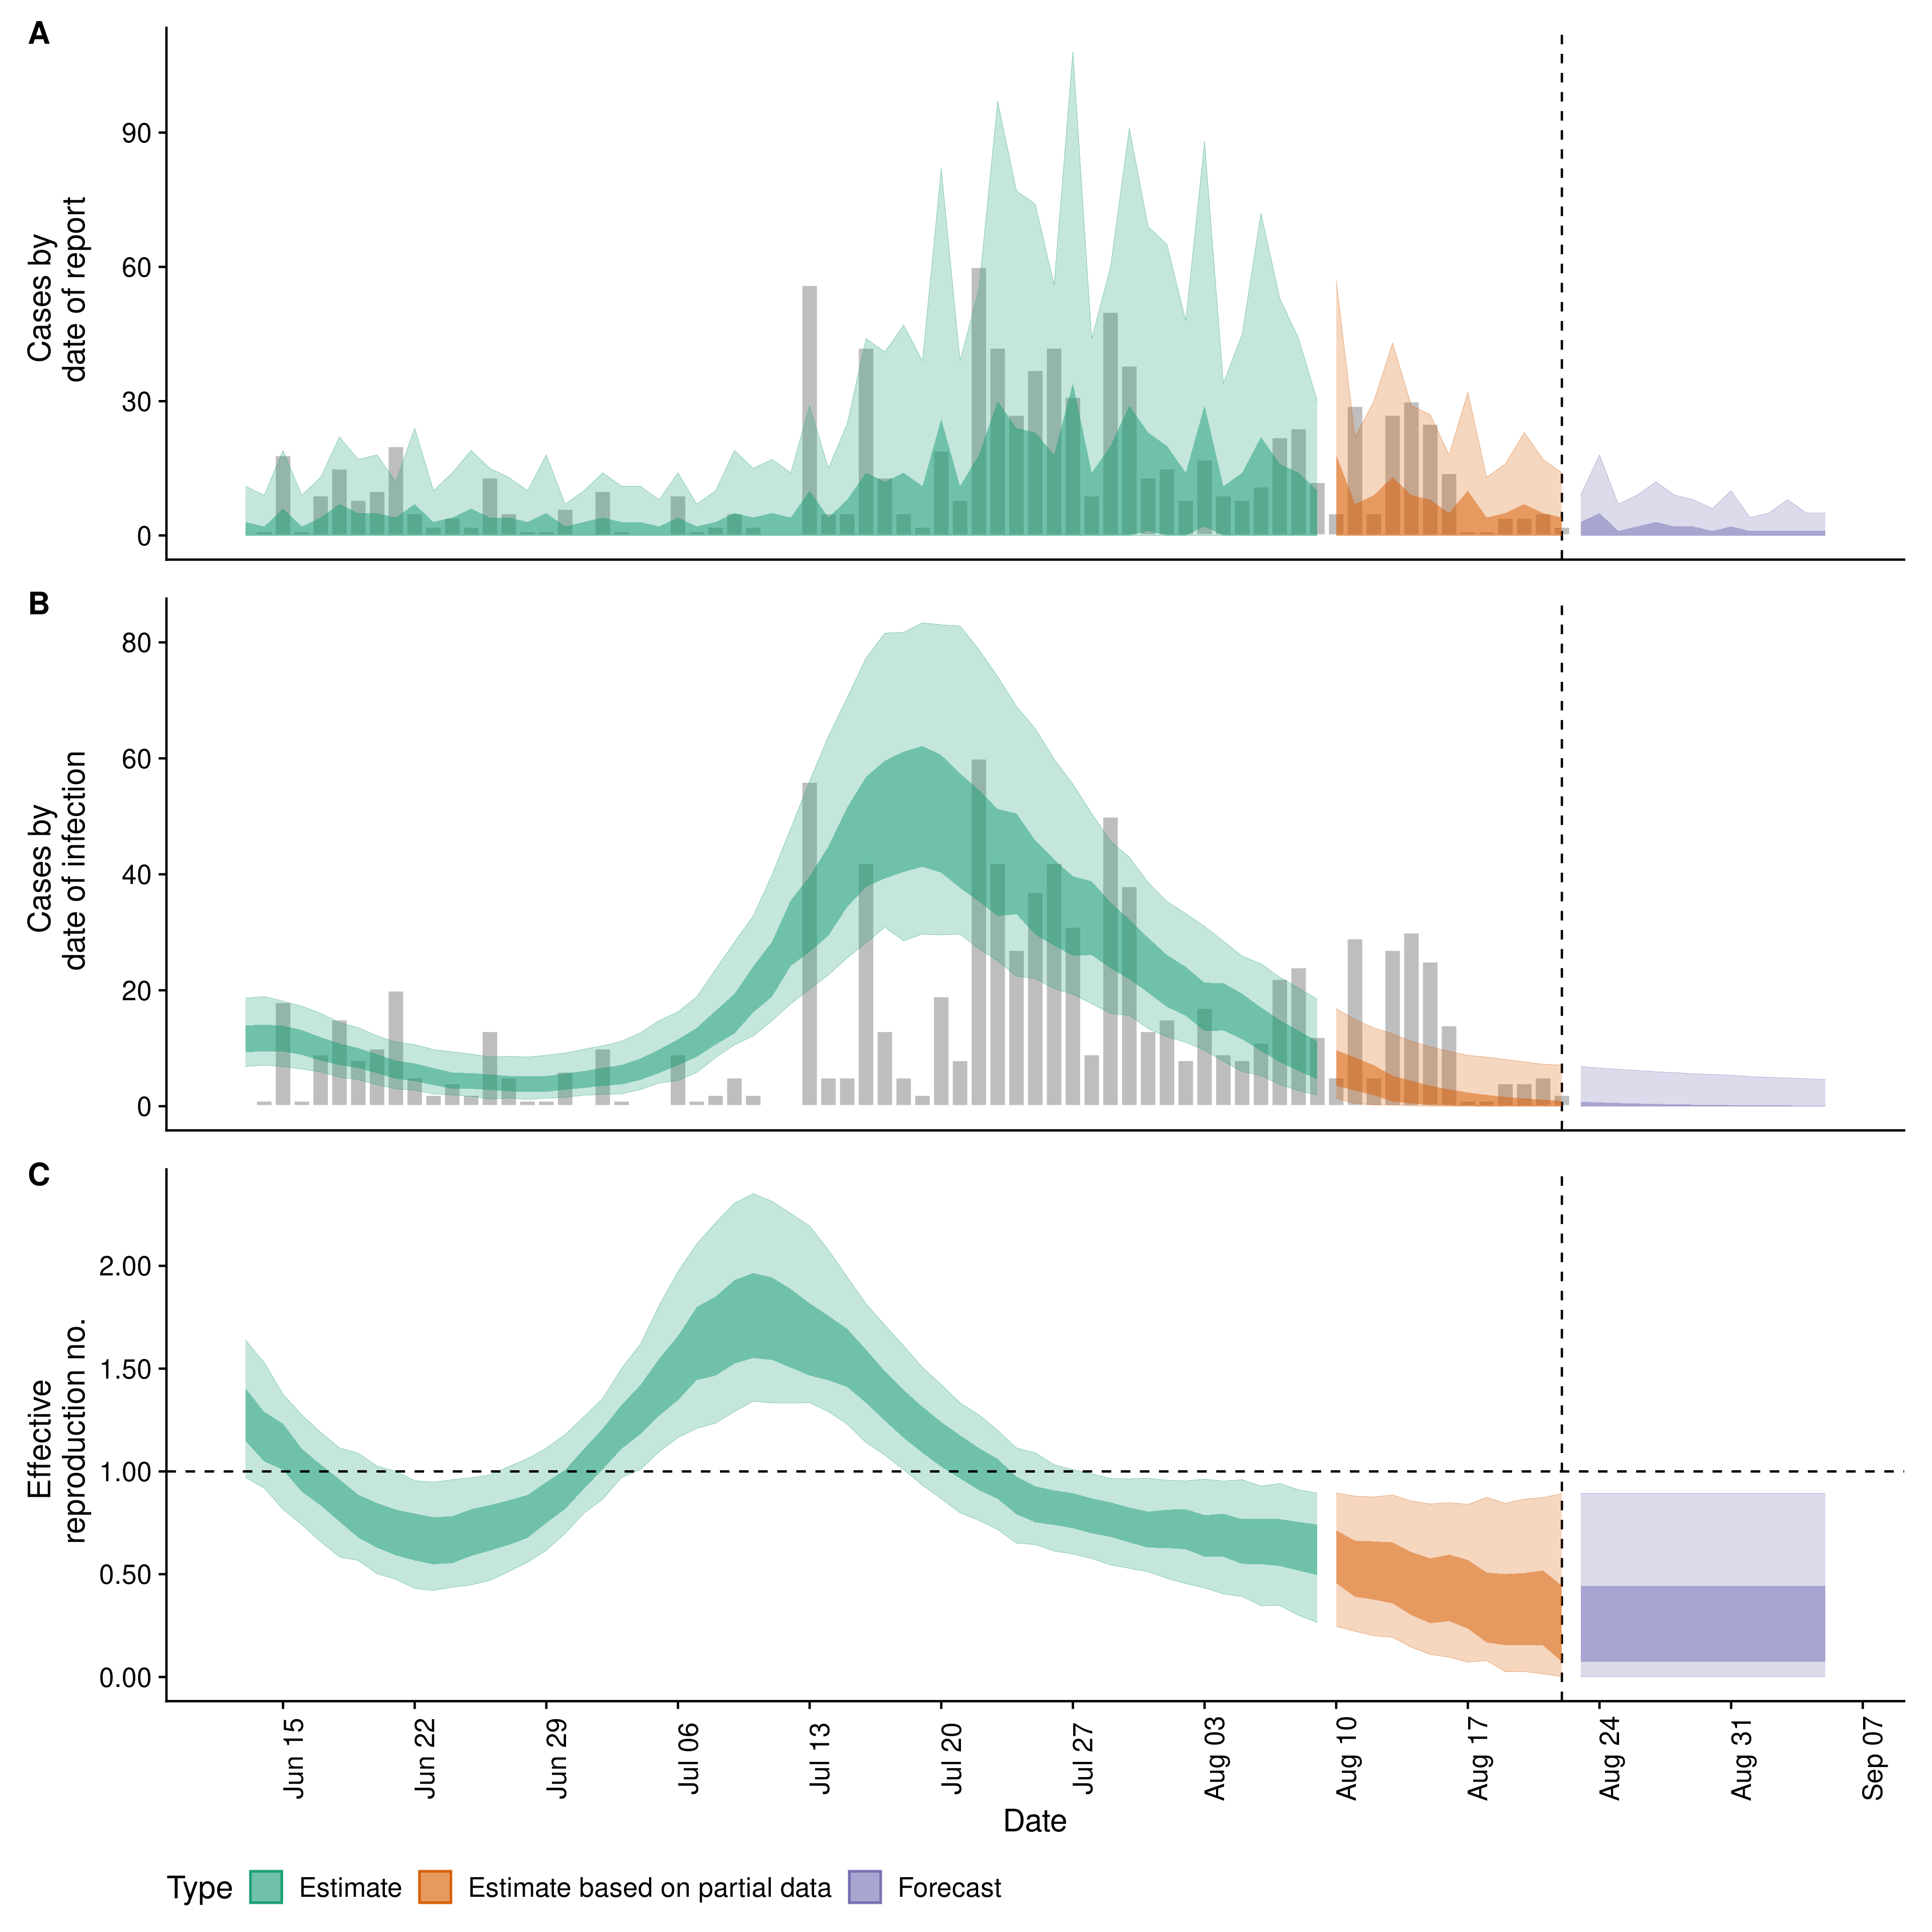 A
Cases by
date of report
90
60
30
0
B
Cases by
date of infection
80
60
40
20
0
C
Effective
reproduction no.
2.00
1.50
1.00
0.50
0.00
Jun 15
Jun 22
Jun 29
Jul 06
Jul 13
Jul 20
Jul 27
Aug 03
Aug 10
Aug 17
Aug 24
Aug 31
Sep 07
Date
Type Estimate Estimate based on partial data Forecast